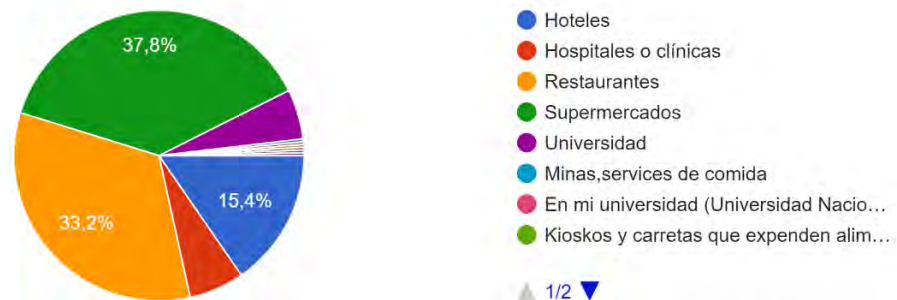 37,8%
33,2%
15,4%
Hoteles
Hospitales o clínicas
Restaurantes
Supermercados
Universidad
Minas,services de comida
En mi universidad (Universidad Nacio...
Kioskos y carretas que expenden alim...
1/2